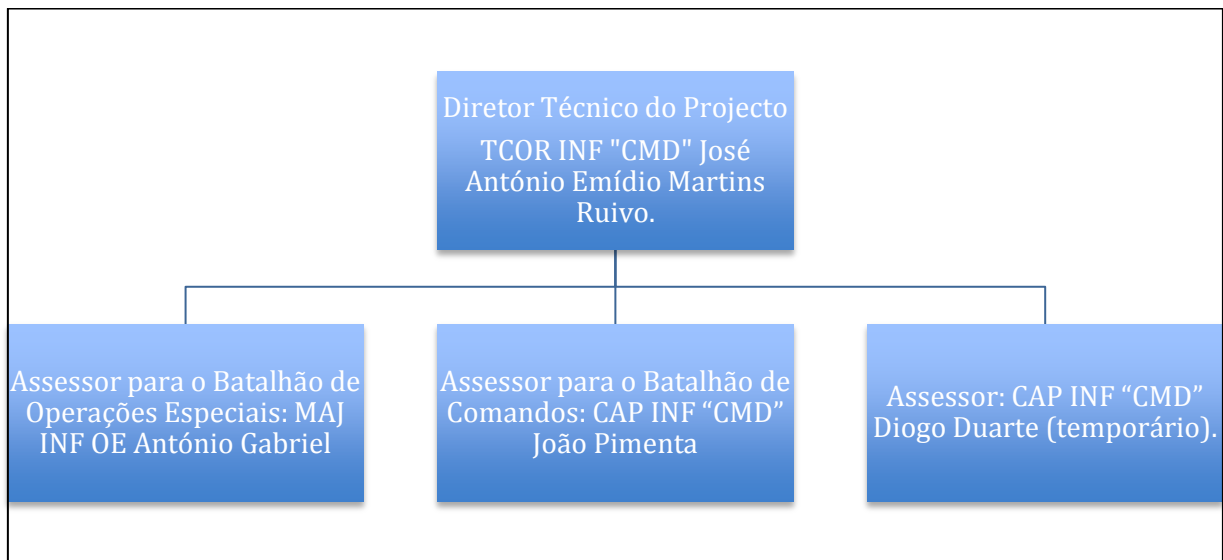 Diretor Técnico do Projecto
TCOR INF "CMD" José
António Emídio Martins
Ruivo.
Assessor para o Batalhão de
Operações Especiais: MAJ
INF OE António Gabriel
Assessor para o Batalhão de
Comandos: CAP INF “CMD”
João Pimenta
Assessor: CAP INF “CMD”
Diogo Duarte (temporário).